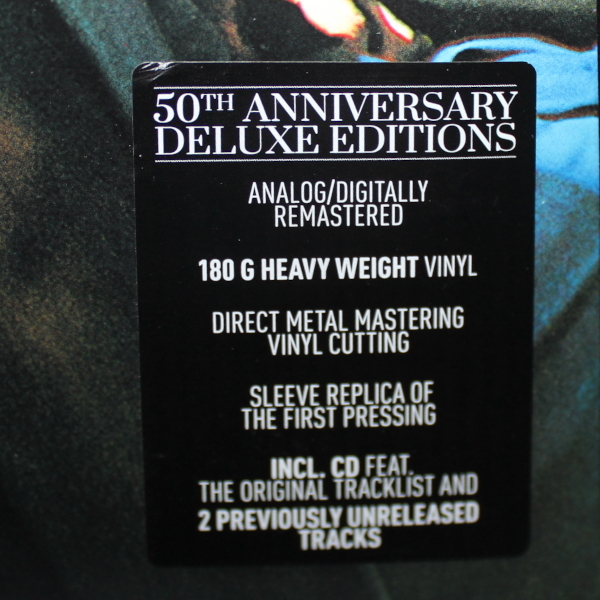 50TH ANNIVERSARY
DELUXE EDITIONS
ANALOG/DIGITALLY
REMASTERED
180 G HEAVY WEIGHT VINYL
DIRECT METAL MASTERING
VINYL CUTTING
SLEEVE REPLICA OF
THE FIRST PRESSING
INCL. CD FEAT.
THE ORIGINAL TRACKLIST AND
2 PREVIOUSLY UNRELEASED
TRACKS